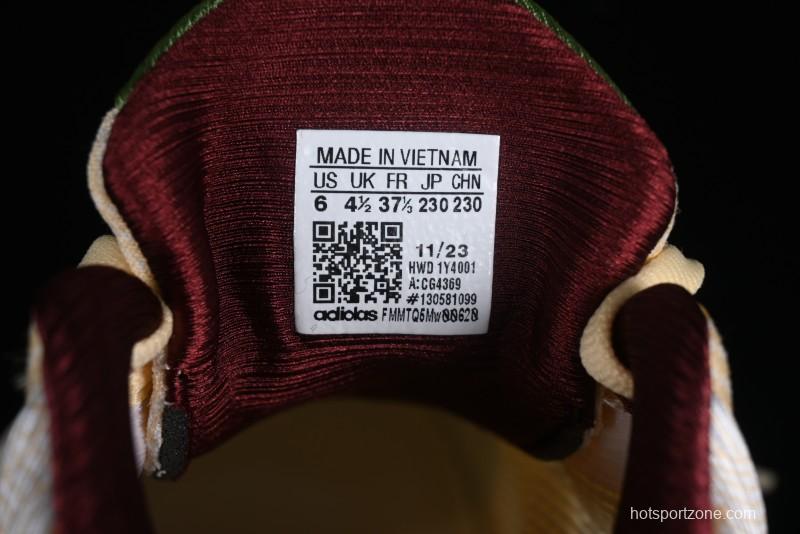 MADE IN VIETNAM
US UK FR JP CHN
6 4½ 37⅓ 230 230
11/23
HWD 1Y4001
A:CG4369
#130581099
adidas FMMTQ6Mw00620
hotsportzone.com